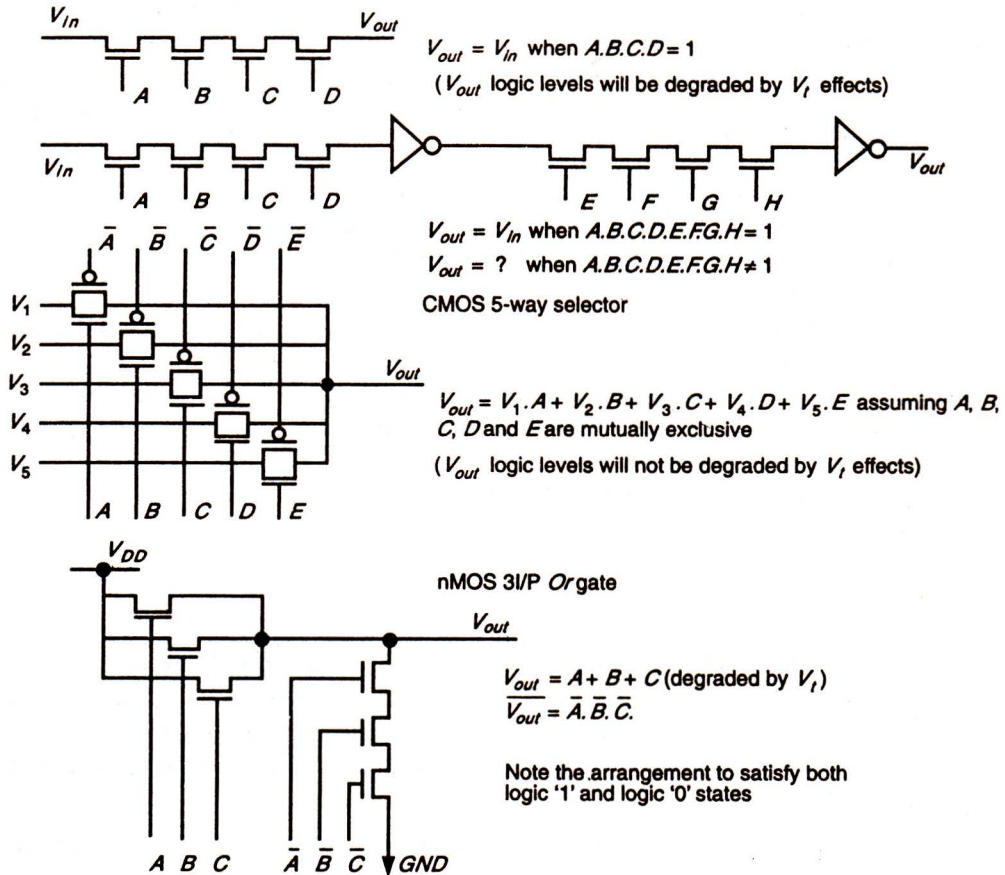 V_in V_out
V_out = V_in when A.B.C.D = 1
(V_out logic levels will be degraded by V_t effects)
A B C D
V_in V_out
A B C D E F G H
V_out = V_in when A.B.C.D.E.F.G.H = 1
V_out = ? when A.B.C.D.E.F.G.H ≠ 1
A̅ B̅ C̅ D̅ E̅
CMOS 5-way selector
V_1
V_2
V_3
V_4
V_5
V_out
V_out = V_1.A + V_2.B + V_3.C + V_4.D + V_5.E assuming A, B,
C, D and E are mutually exclusive
(V_out logic levels will not be degraded by V_t effects)
A B C D E
V_DD
nMOS 3I/P Or gate
V_out
V_out = A + B + C (degraded by V_t)
V̅_o̅u̅t̅ = A̅.B̅.C̅.
Note the arrangement to satisfy both
logic '1' and logic '0' states
A B C A̅ B̅ C̅ GND